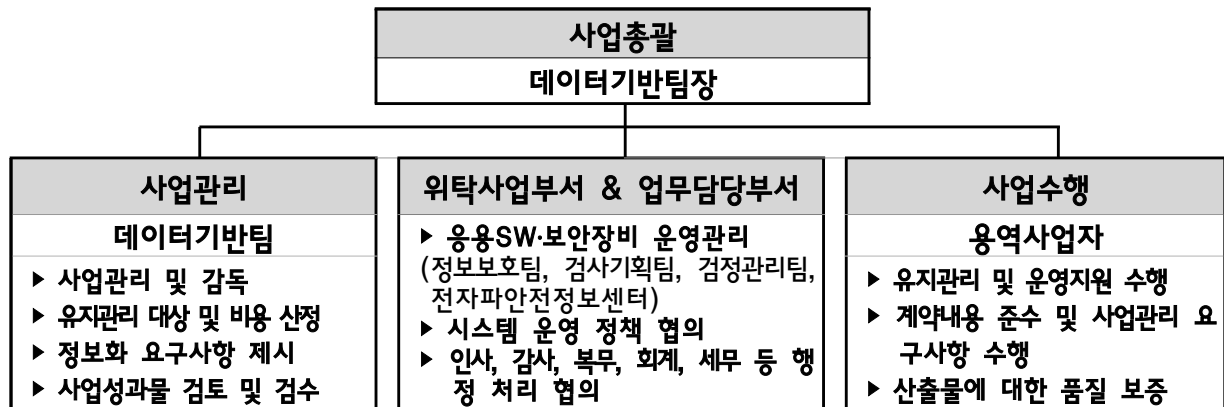 사업총괄
데이터기반팀장
사업관리
데이터기반팀
▸ 사업관리 및 감독
▸ 유지관리 대상 및 비용 산정
▸ 정보화 요구사항 제시
▸ 사업성과물 검토 및 검수
위탁사업부서 & 업무담당부서
▸ 응용SW·보안장비 운영관리
(정보보호팀, 검사기획팀, 검정관리팀,
전자파안전정보센터)
▸ 시스템 운영 정책 협의
▸ 인사, 감사, 복무, 회계, 세무 등 행
정 처리 협의
사업수행
용역사업자
▸ 유지관리 및 운영지원 수행
▸ 계약내용 준수 및 사업관리 요
구사항 수행
▸ 산출물에 대한 품질 보증